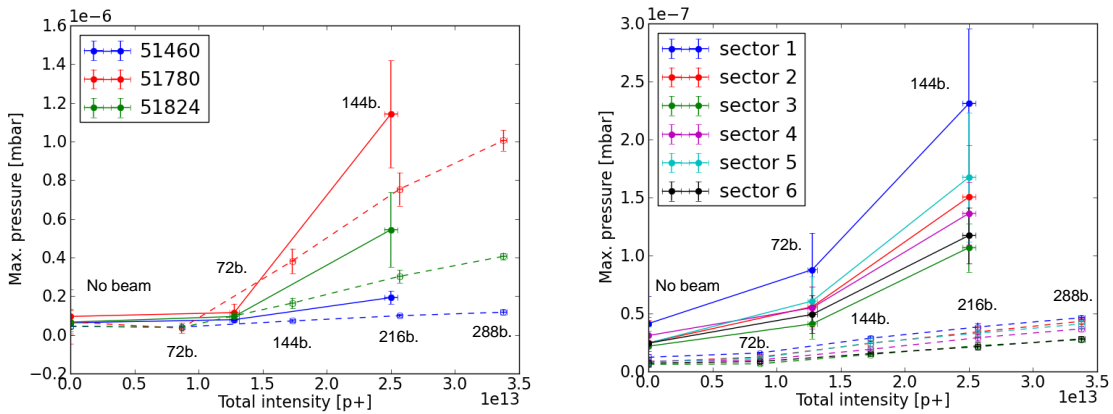 1e−6
1.6
1.4
1.2
1.0
0.8
0.6
0.4
0.2
0.0
−0.2
Max. pressure [mbar]
51460
51780
51824
144b.
72b.
No beam
72b.
144b.
216b.
288b.
0.0 0.5 1.0 1.5 2.0 2.5 3.0 3.5
Total intensity [p+]
1e13
1e−7
3.0
2.5
2.0
1.5
1.0
0.5
0.0
Max. pressure [mbar]
sector 1
sector 2
sector 3
sector 4
sector 5
sector 6
144b.
72b.
No beam
72b.
144b.
216b.
288b.
0.0 0.5 1.0 1.5 2.0 2.5 3.0 3.5
Total intensity [p+]
1e13